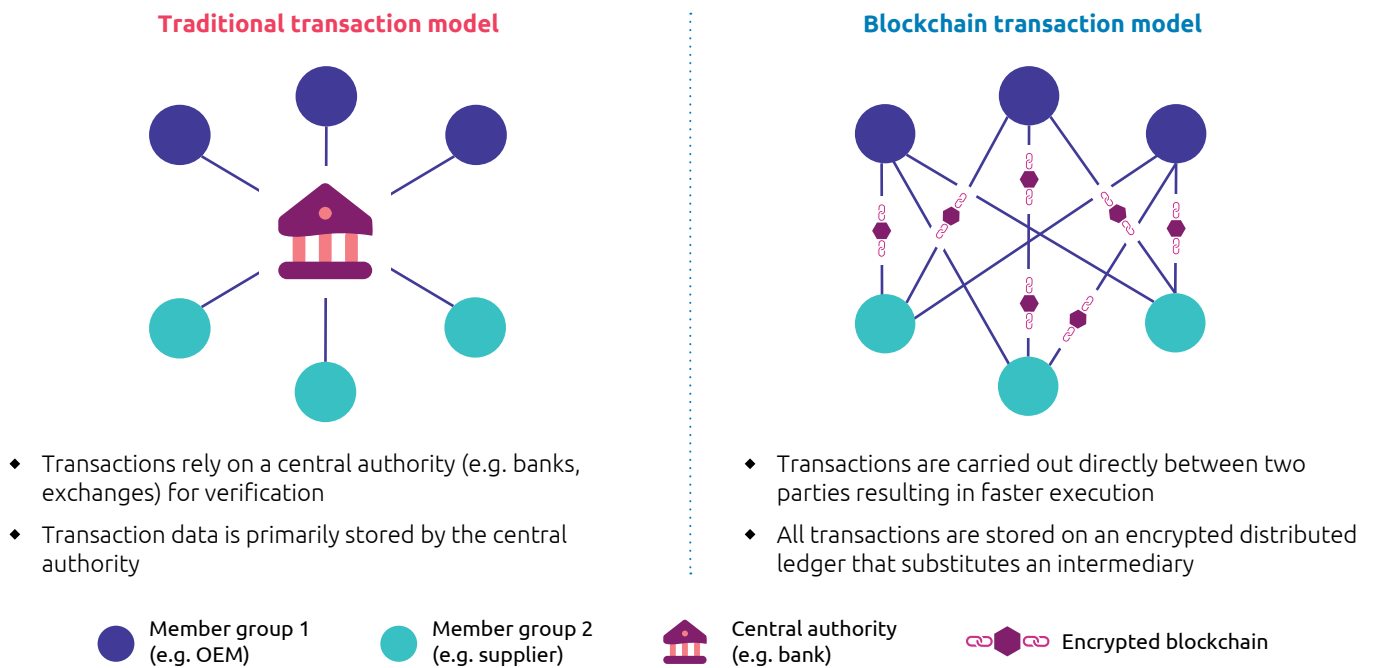 Traditional transaction model
Blockchain transaction model
◆ Transactions rely on a central authority (e.g. banks,
exchanges) for verification
◆ Transaction data is primarily stored by the central
authority
◆ Transactions are carried out directly between two
parties resulting in faster execution
◆ All transactions are stored on an encrypted distributed
ledger that substitutes an intermediary
Member group 1
(e.g. OEM)
Member group 2
(e.g. supplier)
Central authority
(e.g. bank)
Encrypted blockchain